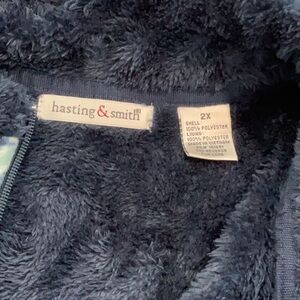 hasting & smith
2X
SHELL
100% POLYESTER
LINING
100% POLYESTER
MADE IN VIETNAM